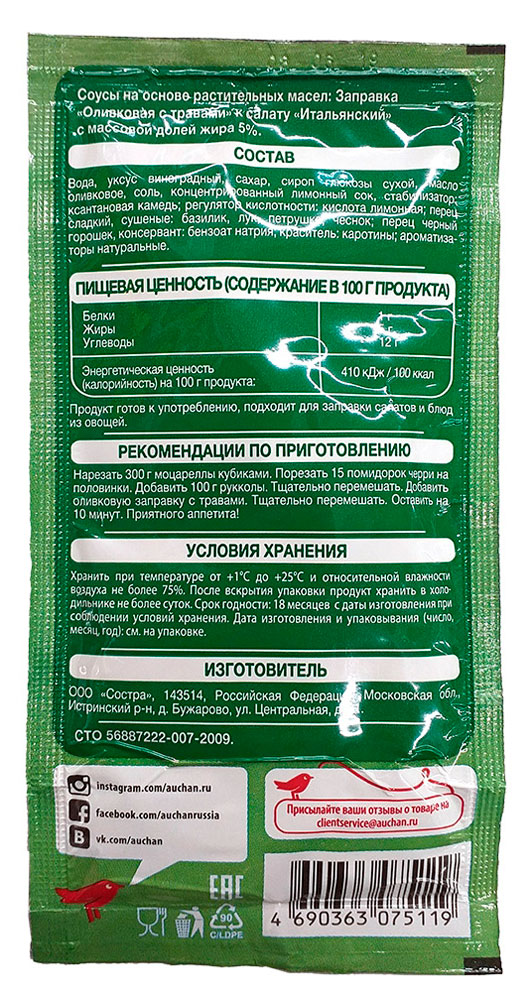 Соусы на основе растительных масел: Заправка
«Оливковая с травами» к салату «Итальянский»
с массовой долей жира 5%.
СОСТАВ
Вода, уксус виноградный, сахар, сироп глюкозы сухой, масло
оливковое, соль, концентрированный лимонный сок, стабилизатор:
ксантановая камедь; регулятор кислотности: кислота лимонная; перец
сладкий, сушеные: базилик, лук, петрушка, чеснок; перец черный
горошек, консервант: бензоат натрия; краситель: каротины; ароматиза-
торы натуральные.
ПИЩЕВАЯ ЦЕННОСТЬ (СОДЕРЖАНИЕ В 100 Г ПРОДУКТА)
Белки
Жиры
Углеводы 12 г
Энергетическая ценность
(калорийность) на 100 г продукта: 410 кДж / 100 ккал
Продукт готов к употреблению, подходит для заправки салатов и блюд
из овощей.
РЕКОМЕНДАЦИИ ПО ПРИГОТОВЛЕНИЮ
Нарезать 300 г моцареллы кубиками. Порезать 15 помидорок черри на
половинки. Добавить 100 г рукколы. Тщательно перемешать. Добавить
оливковую заправку с травами. Тщательно перемешать. Оставить на
10 минут. Приятного аппетита!
УСЛОВИЯ ХРАНЕНИЯ
Хранить при температуре от +1°С до +25°С и относительной влажности
воздуха не более 75%. После вскрытия упаковки продукт хранить в холо-
дильнике не более суток. Срок годности: 18 месяцев с даты изготовления при
соблюдении условий хранения. Дата изготовления и упаковывания (число,
месяц, год): см. на упаковке.
ИЗГОТОВИТЕЛЬ
ООО «Состра», 143514, Российская Федерация, Московская обл.,
Истринский р-н, д. Бужарово, ул. Центральная,
СТО 56887222-007-2009.
instagram.com/auchan.ru
facebook.com/auchanrussia
vk.com/auchan
Присылайте ваши отзывы о товаре на
clientservice@auchan.ru
EAC
90
C/LDPE
4 690363 075119